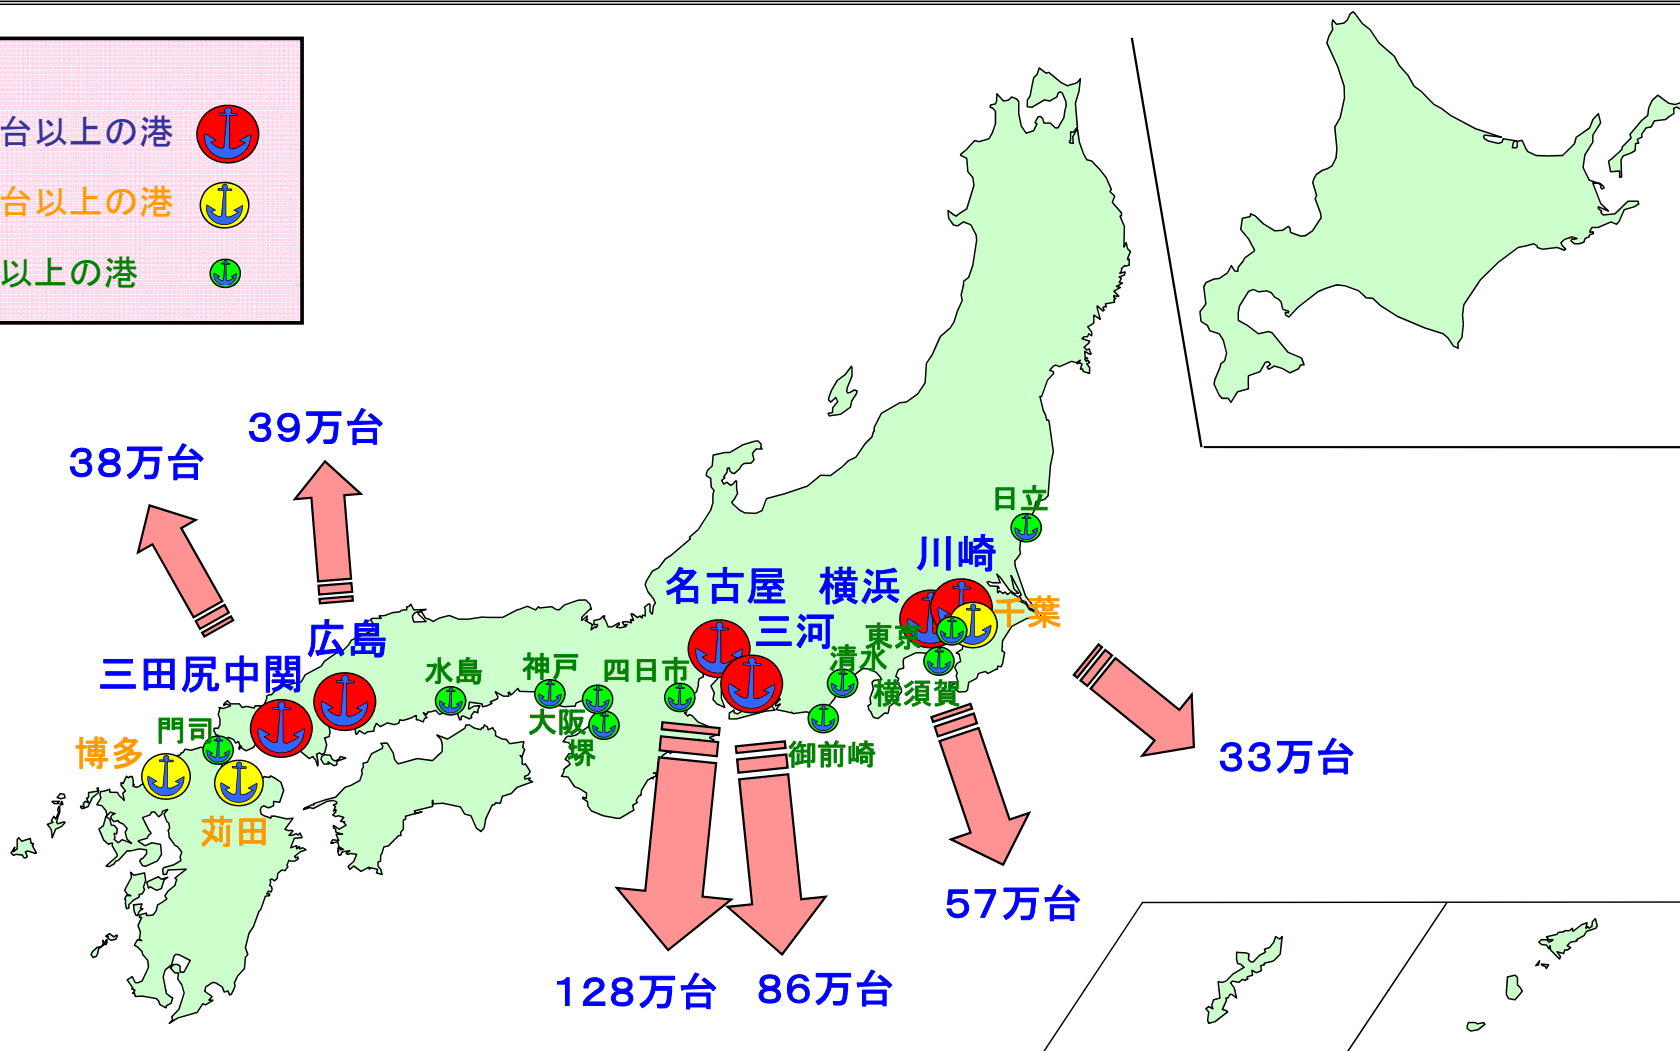 台以上の港
台以上の港
以上の港
39万台
38万台
日立
川崎
名古屋
横浜
千葉
三河
東京
広島
清水
三田尻中関
水島
神戸
四日市
横須賀
大阪
門司
堺
御前崎
博多
33万台
苅田
57万台
128万台
86万台